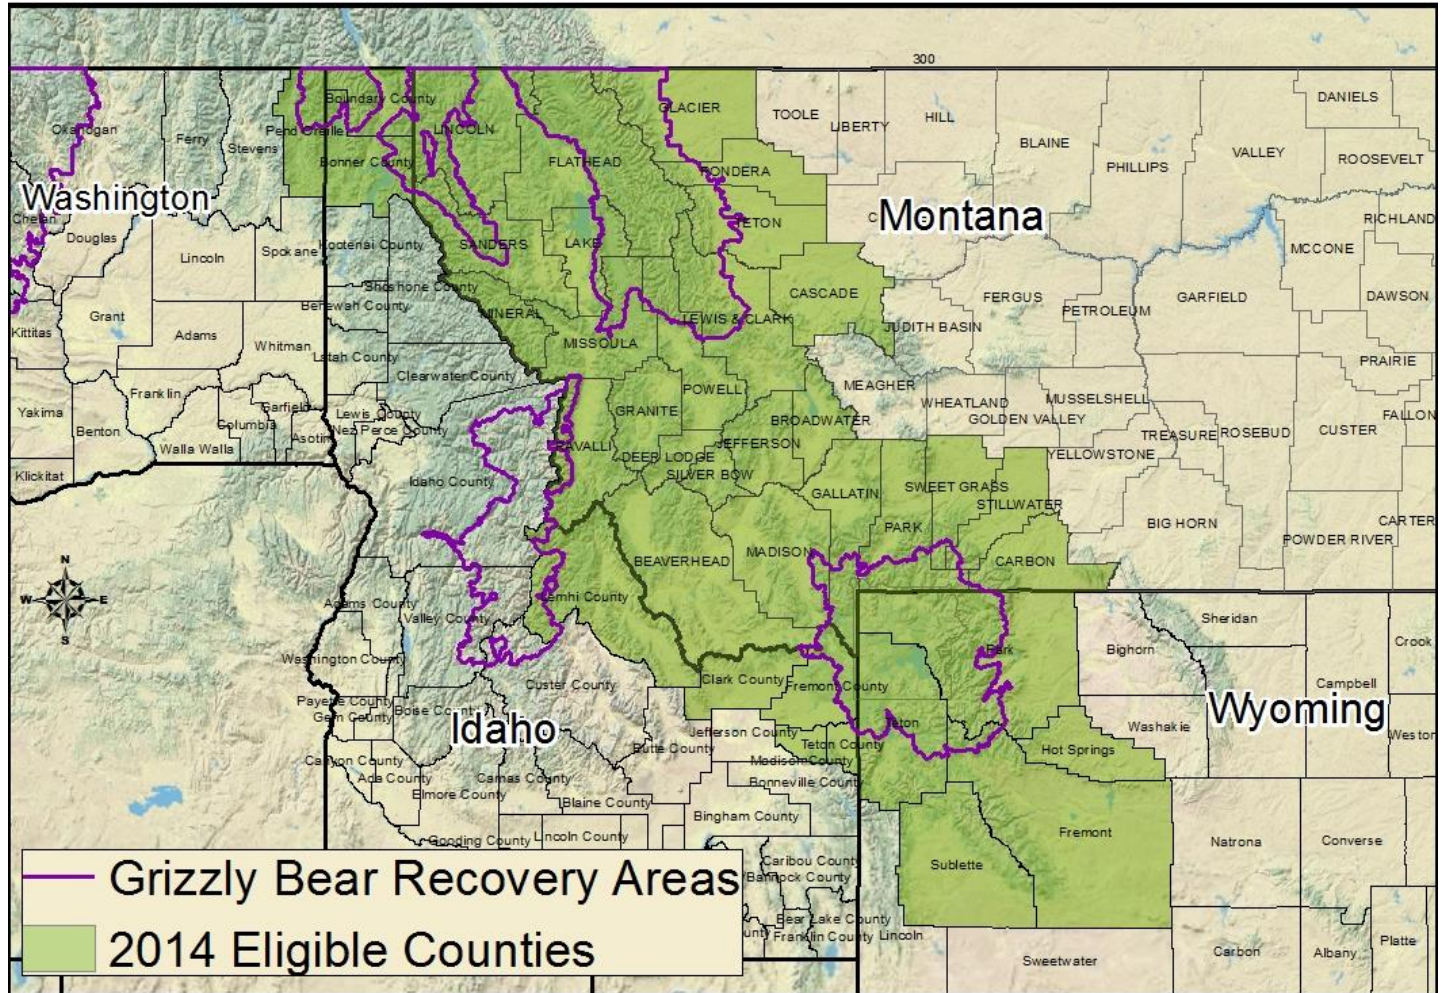 300
Okanogan
Ferry
Stevens
Pend Oreille
Boundary County
Bonner County
LINCOLN
FLATHEAD
GLACIER
TOOLE
LIBERTY
HILL
BLAINE
PHILLIPS
DANIELS
VALLEY
ROOSEVELT
Washington
Chelan
Douglas
Lincoln
Spokane
Kootenai County
SANDERS
LAKE
PONDERA
TETON
Montana
RICHLAND
MCCONE
Shoshone County
Benewah County
MINERAL
MISSOULA
LEWIS & CLARK
CASCADE
JUDITH BASIN
FERGUS
PETROLEUM
GARFIELD
DAWSON
Kittitas
Grant
Adams
Whitman
Latah County
Clearwater County
PRAIRIE
Yakima
Franklin
Benton
Columbia
Garfield
Asotin
Walla Walla
Klickitat
Lewis County
Nez Perce County
Idaho County
RAVALLI
GRANITE
POWELL
DEER LODGE
SILVER BOW
JEFFERSON
BROADWATER
MEAGHER
WHEATLAND
GOLDEN VALLEY
MUSSELSHELL
TREASURE
ROSEBUD
CUSTER
FALLON
YELLOWSTONE
GALLATIN
SWEET GRASS
STILLWATER
PARK
BIG HORN
POWDER RIVER
CARTER
BEAVERHEAD
MADISON
CARBON
N
W
E
S
Adams County
Valley County
Lemhi County
Washington County
Payette County
Gem County
Boise County
Custer County
Clark County
Fremont County
Park
Bighorn
Sheridan
Crook
Campbell
Washakie
Weston
Wyoming
Idaho
Butte County
Jefferson County
Teton County
Madison County
Bonneville County
Teton
Hot Springs
Canyon County
Ada County
Elmore County
Camas County
Blaine County
Gooding County
Lincoln County
Bingham County
Sublette
Fremont
Natrona
Converse
Caribou County
Bannock County
Bear Lake County
Franklin County
Lincoln
Sweetwater
Carbon
Albany
Platte
Grizzly Bear Recovery Areas
2014 Eligible Counties